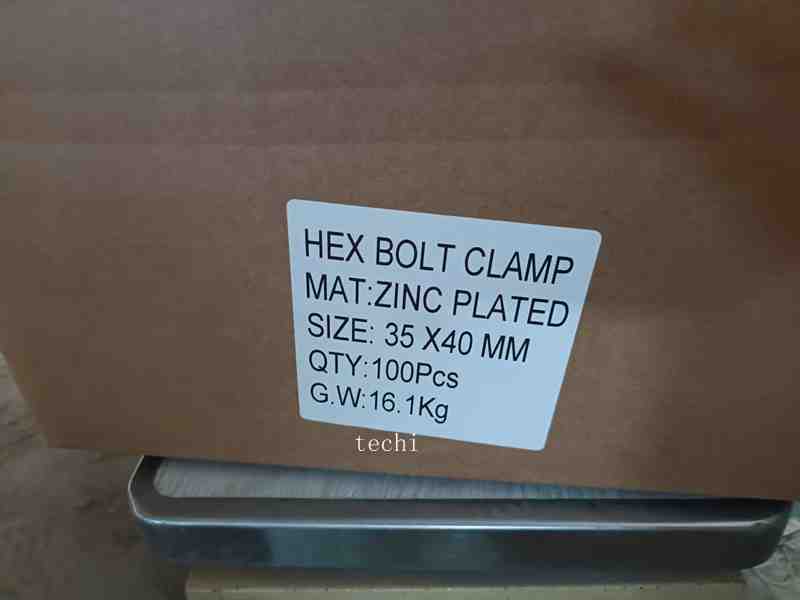 HEX BOLT CLAMP
MAT:ZINC PLATED
SIZE: 35 X40 MM
QTY:100Pcs
G.W:16.1Kg
techi